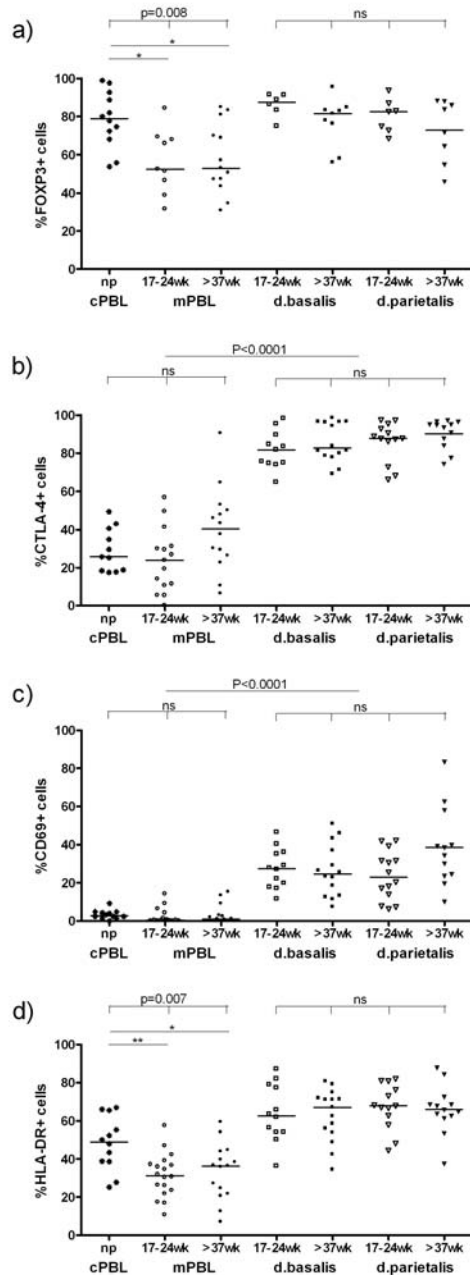 a)
p=0.008
ns
*
*
100
80
60
40
20
0
%FOXP3+ cells
np
17-24wk
>37wk
17-24wk
>37wk
17-24wk
>37wk
cPBL
mPBL
d.basalis
d.parietalis
b)
P<0.0001
ns
ns
100
80
60
40
20
0
%CTLA-4+ cells
np
17-24wk
>37wk
17-24wk
>37wk
17-24wk
>37wk
cPBL
mPBL
d.basalis
d.parietalis
c)
P<0.0001
ns
ns
100
80
60
40
20
0
%CD69+ cells
np
17-24wk
>37wk
17-24wk
>37wk
17-24wk
>37wk
cPBL
mPBL
d.basalis
d.parietalis
d)
p=0.007
ns
*
**
100
80
60
40
20
0
%HLA-DR+ cells
np
17-24wk
>37wk
17-24wk
>37wk
17-24wk
>37wk
cPBL
mPBL
d.basalis
d.parietalis